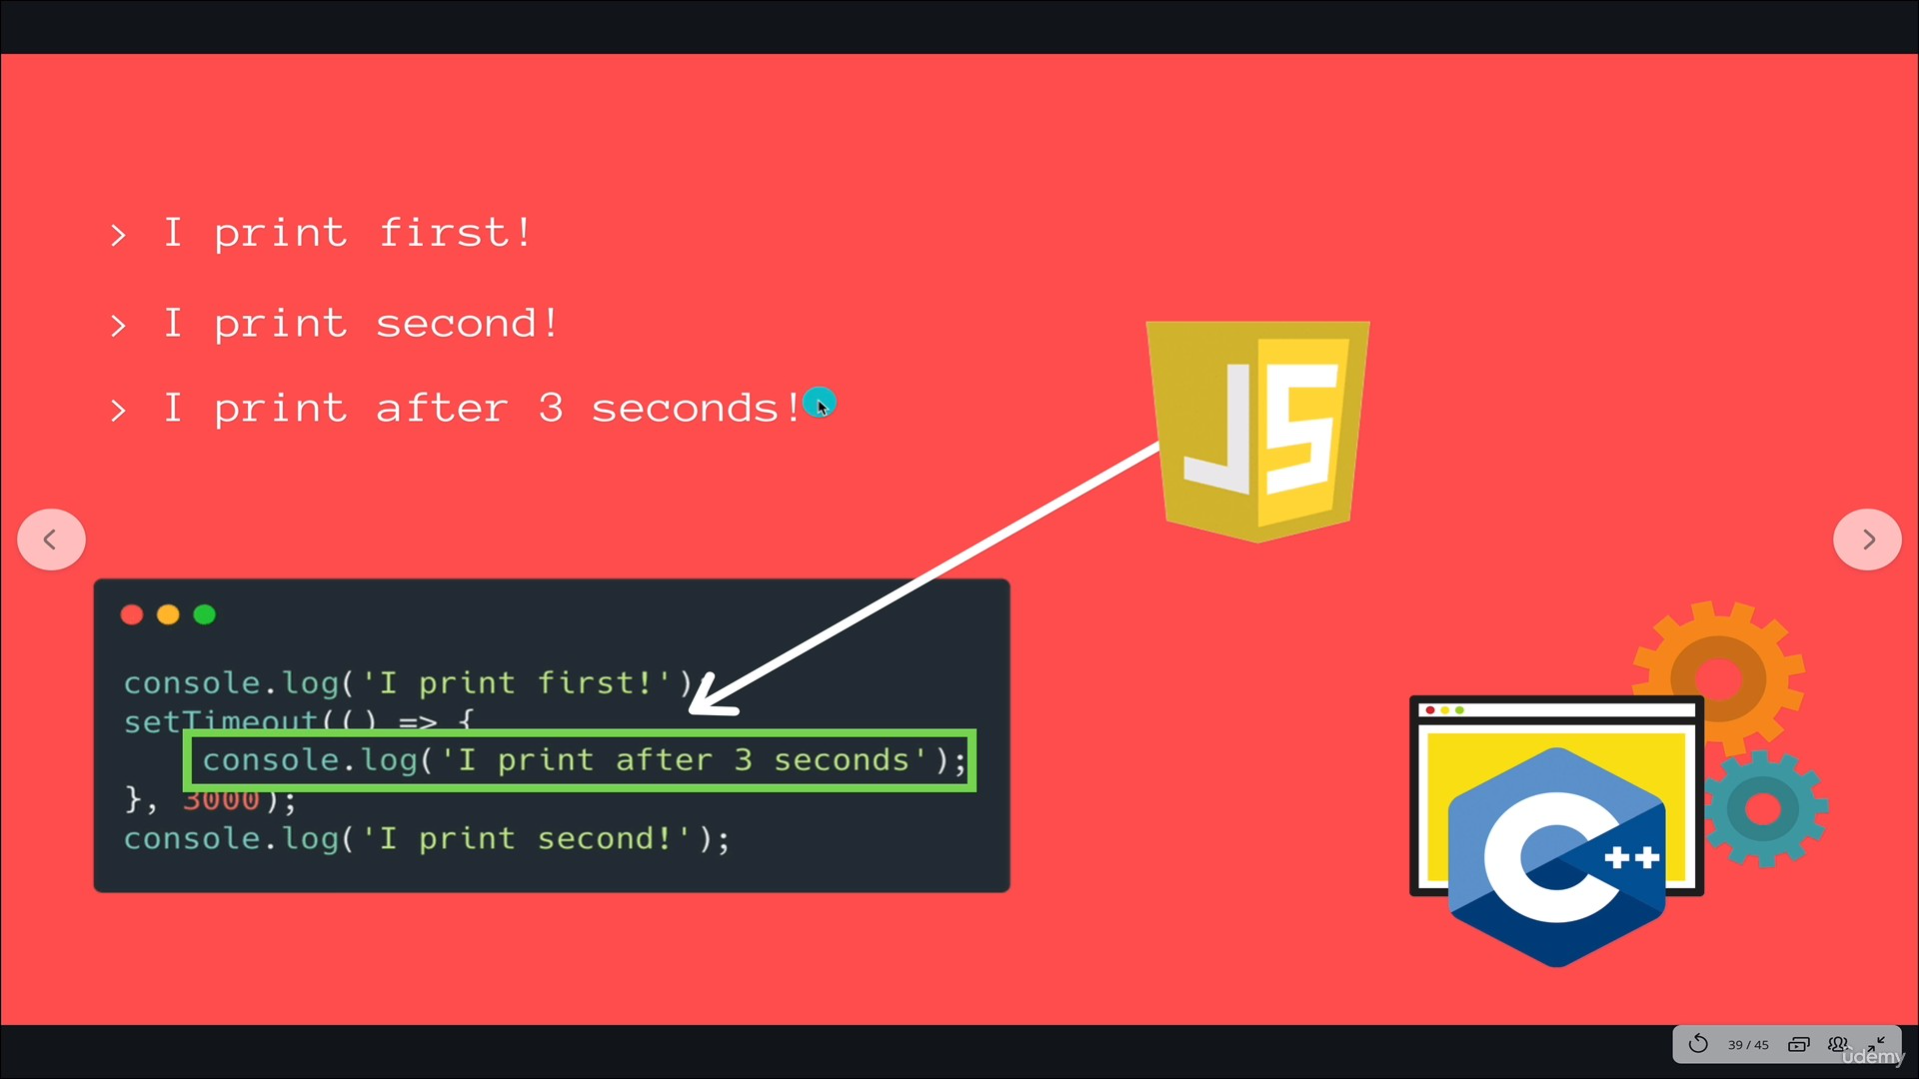 > I print first!
> I print second!
> I print after 3 seconds!
JS
console.log('I print first!')
setTimeout(() => {
console.log('I print after 3 seconds');
}, 3000);
console.log('I print second!');
C++
39 / 45
ûdemy